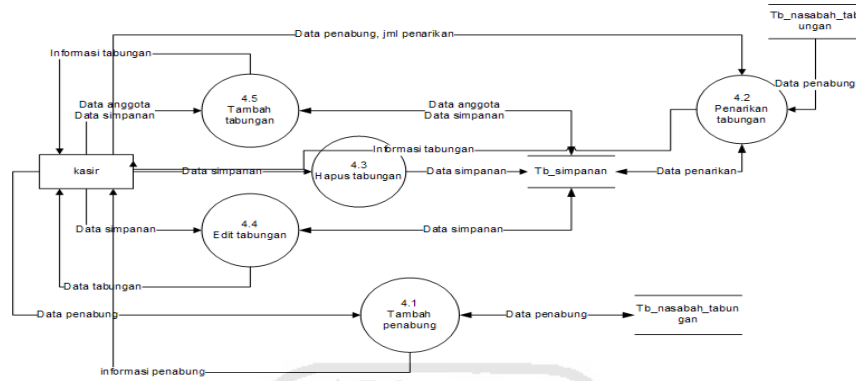 Tb_nasabah_tab
ungan
Data penabung, jml penarikan
Informasi tabungan
4.5
Tambah
tabungan
4.2
Penarikan
tabungan
Data penabung
Data anggota
Data simpanan
Data anggota
Data simpanan
Informasi tabungan
kasir
Data simpanan
4.3
Hapus tabungan
Data simpanan
Tb_simpanan
Data penarikan
4.4
Edit tabungan
Data simpanan
Data simpanan
Data tabungan
4.1
Tambah
penabung
Data penabung
Data penabung
Tb_nasabah_tabun
gan
informasi penabung